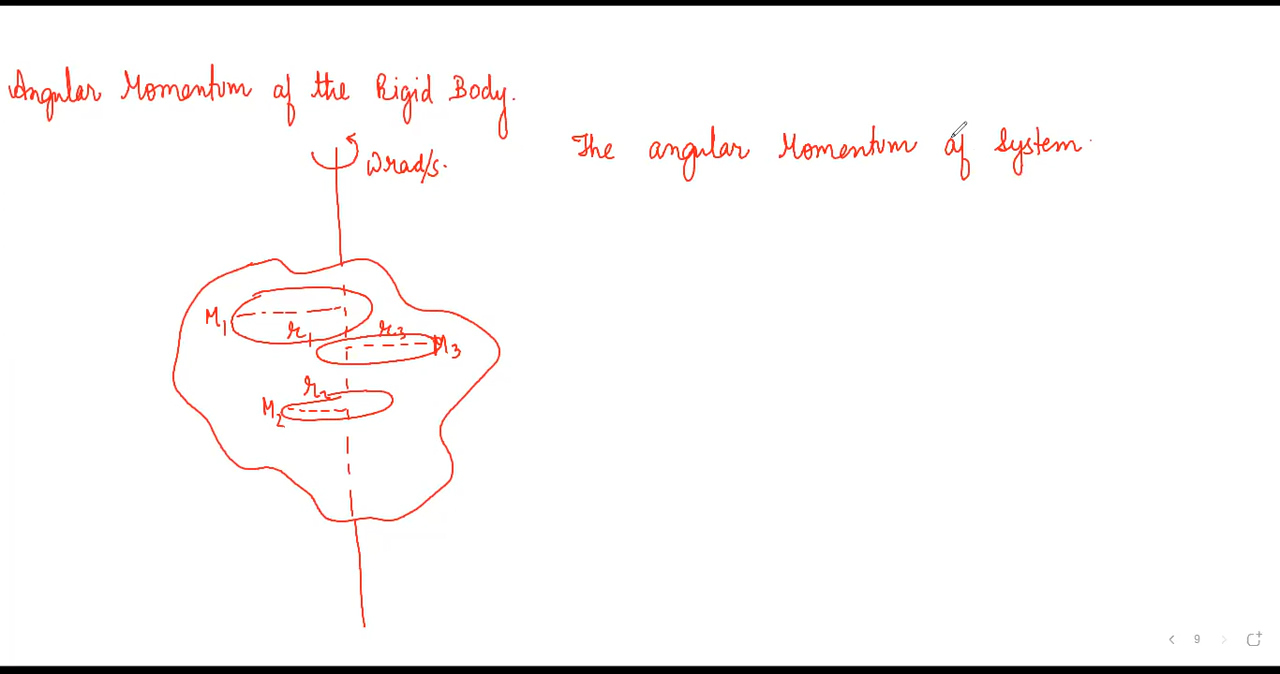 Angular Momentum of the Rigid Body.
The angular Momentum of System.
W rad/s.
M1
r1
r3
M3
r2
M2
9